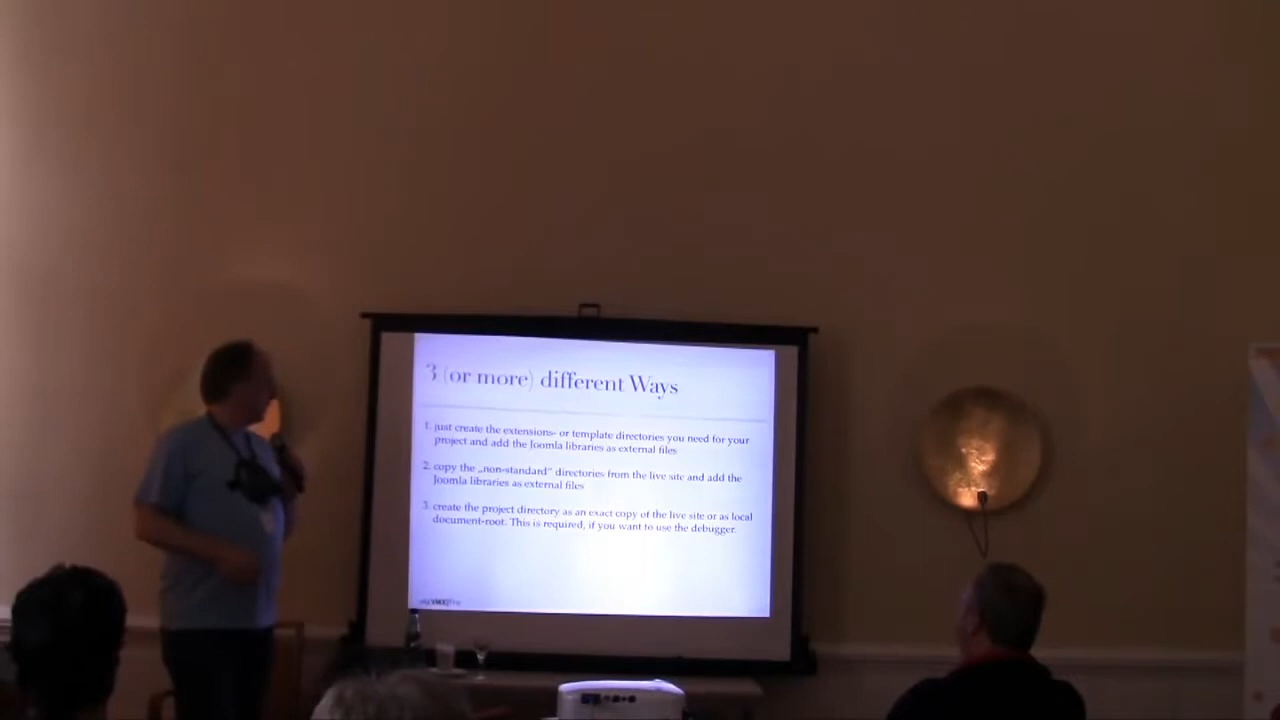 3 (or more) different Ways
1. just create the extensions- or template directories you need for your
project and add the Joomla libraries as external files
2. copy the „non-standard" directories from the live site and add the
Joomla libraries as external files
3. create the project directory as an exact copy of the live site or as local
document-root. This is required, if you want to use the debugger.